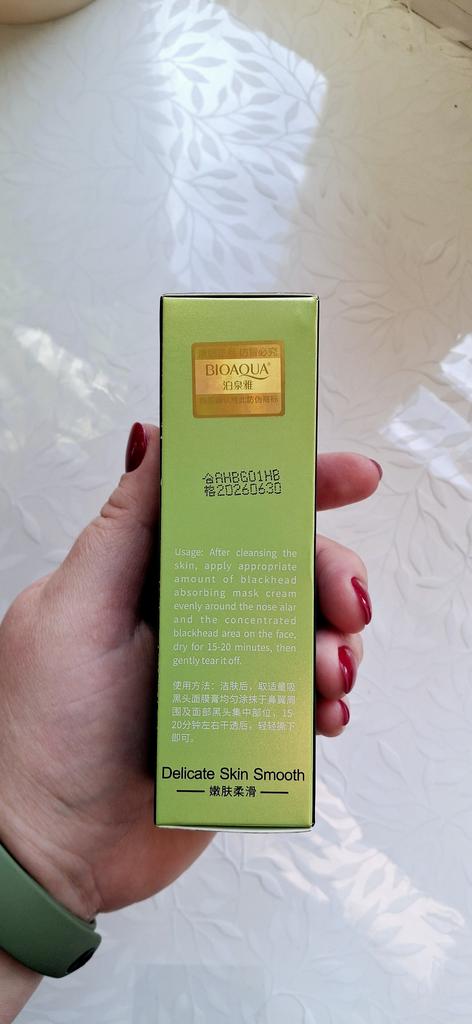 BIOAQUA®
泊泉雅
合AHBG01HB
格20260630
Usage: After cleansing the
skin, apply appropriate
amount of blackhead
absorbing mask cream
evenly around the nose alar
and the concentrated
blackhead area on the face,
dry for 15-20 minutes, then
gently tear it off.
使用方法：洁肤后，取适量吸
黑头面膜膏均匀涂抹于鼻翼周
围及面部黑头集中部位，15-
20分钟左右干透后，轻轻撕下
即可。
Delicate Skin Smooth
嫩肤柔滑